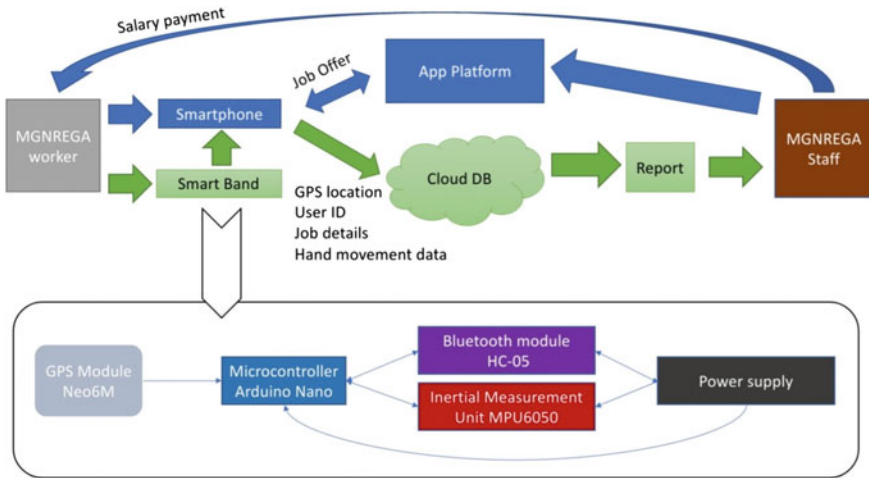 Salary payment
Job Offer
App Platform
MGNREGA
worker
Smartphone
MGNREGA
Staff
Smart Band
Cloud DB
Report
GPS location
User ID
Job details
Hand movement data
GPS Module
Neo6M
Microcontroller
Arduino Nano
Bluetooth module
HC-05
Inertial Measurement
Unit MPU6050
Power supply